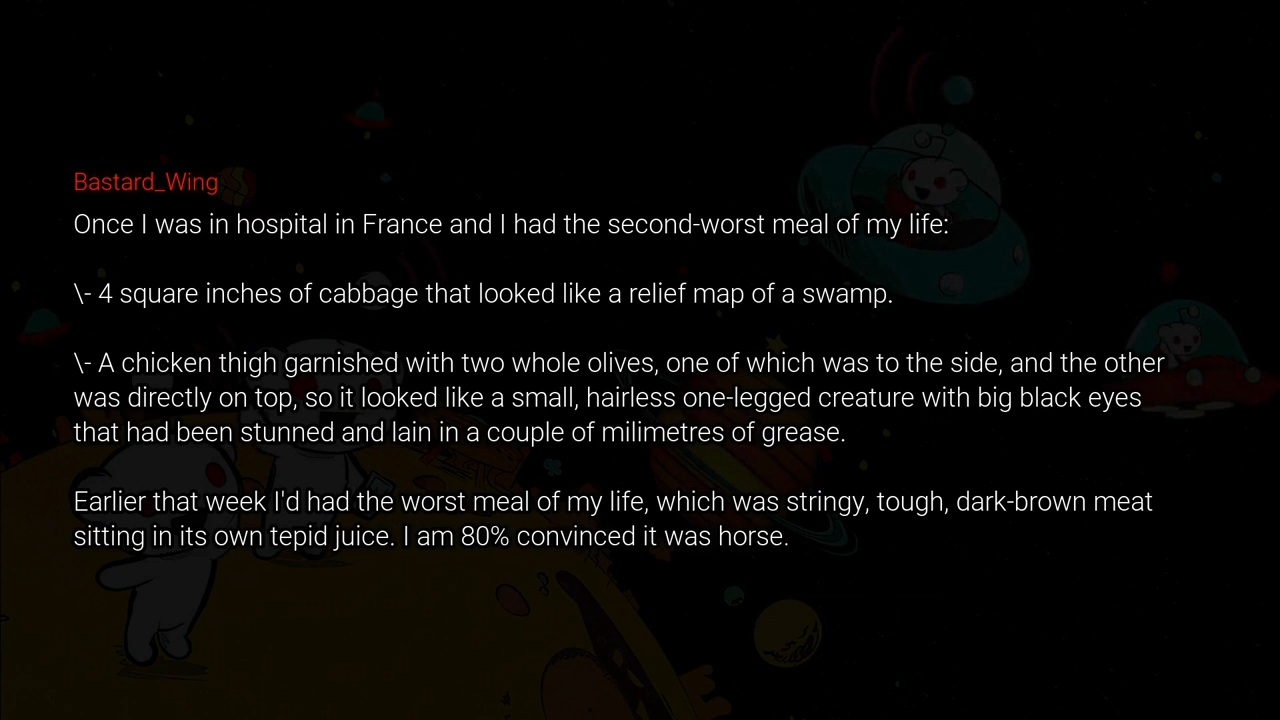 Bastard_Wing
Once I was in hospital in France and I had the second-worst meal of my life:
\- 4 square inches of cabbage that looked like a relief map of a swamp.
\- A chicken thigh garnished with two whole olives, one of which was to the side, and the other
was directly on top, so it looked like a small, hairless one-legged creature with big black eyes
that had been stunned and lain in a couple of milimetres of grease.
Earlier that week I'd had the worst meal of my life, which was stringy, tough, dark-brown meat
sitting in its own tepid juice. I am 80% convinced it was horse.